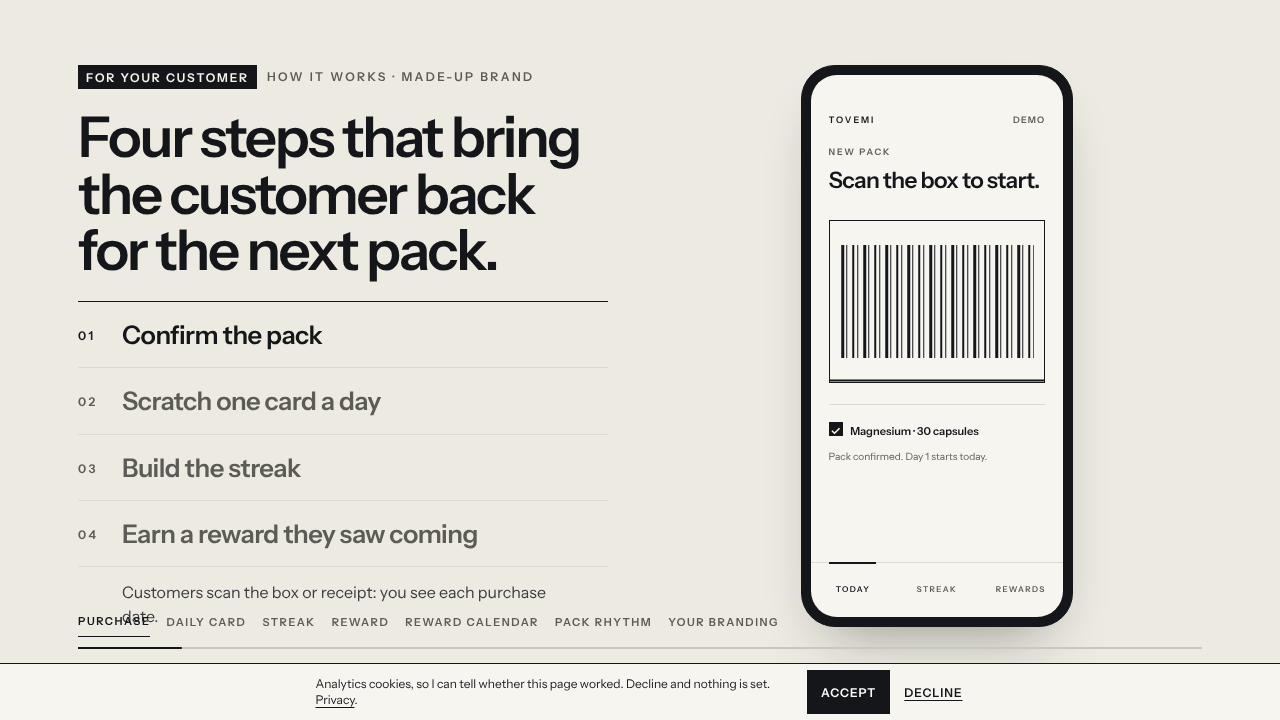 FOR YOUR CUSTOMER
HOW IT WORKS · MADE-UP BRAND
Four steps that bring
the customer back
for the next pack.
01 Confirm the pack
02 Scratch one card a day
03 Build the streak
04 Earn a reward they saw coming
Customers scan the box or receipt: you see each purchase
date.
PURCHASE DAILY CARD STREAK REWARD REWARD CALENDAR PACK RHYTHM YOUR BRANDING
TOVEMI DEMO
NEW PACK
Scan the box to start.
Magnesium · 30 capsules
Pack confirmed. Day 1 starts today.
TODAY STREAK REWARDS
Analytics cookies, so I can tell whether this page worked. Decline and nothing is set.
Privacy.
ACCEPT DECLINE